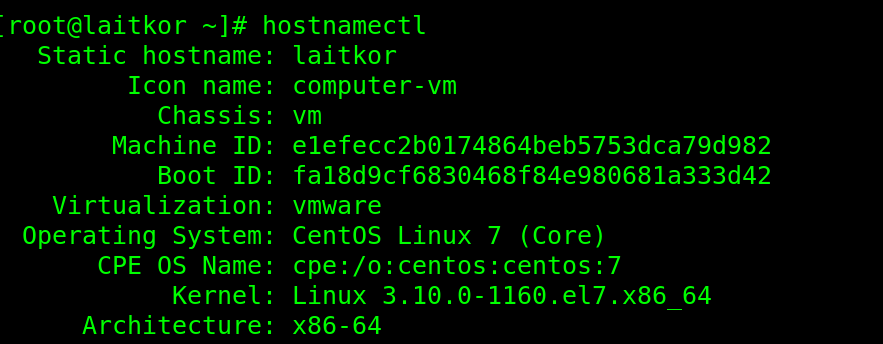 [root@laitkor ~]# hostnamectl
Static hostname: laitkor
Icon name: computer-vm
Chassis: vm
Machine ID: e1efecc2b0174864beb5753dca79d982
Boot ID: fa18d9cf6830468f84e980681a333d42
Virtualization: vmware
Operating System: CentOS Linux 7 (Core)
CPE OS Name: cpe:/o:centos:centos:7
Kernel: Linux 3.10.0-1160.el7.x86_64
Architecture: x86-64